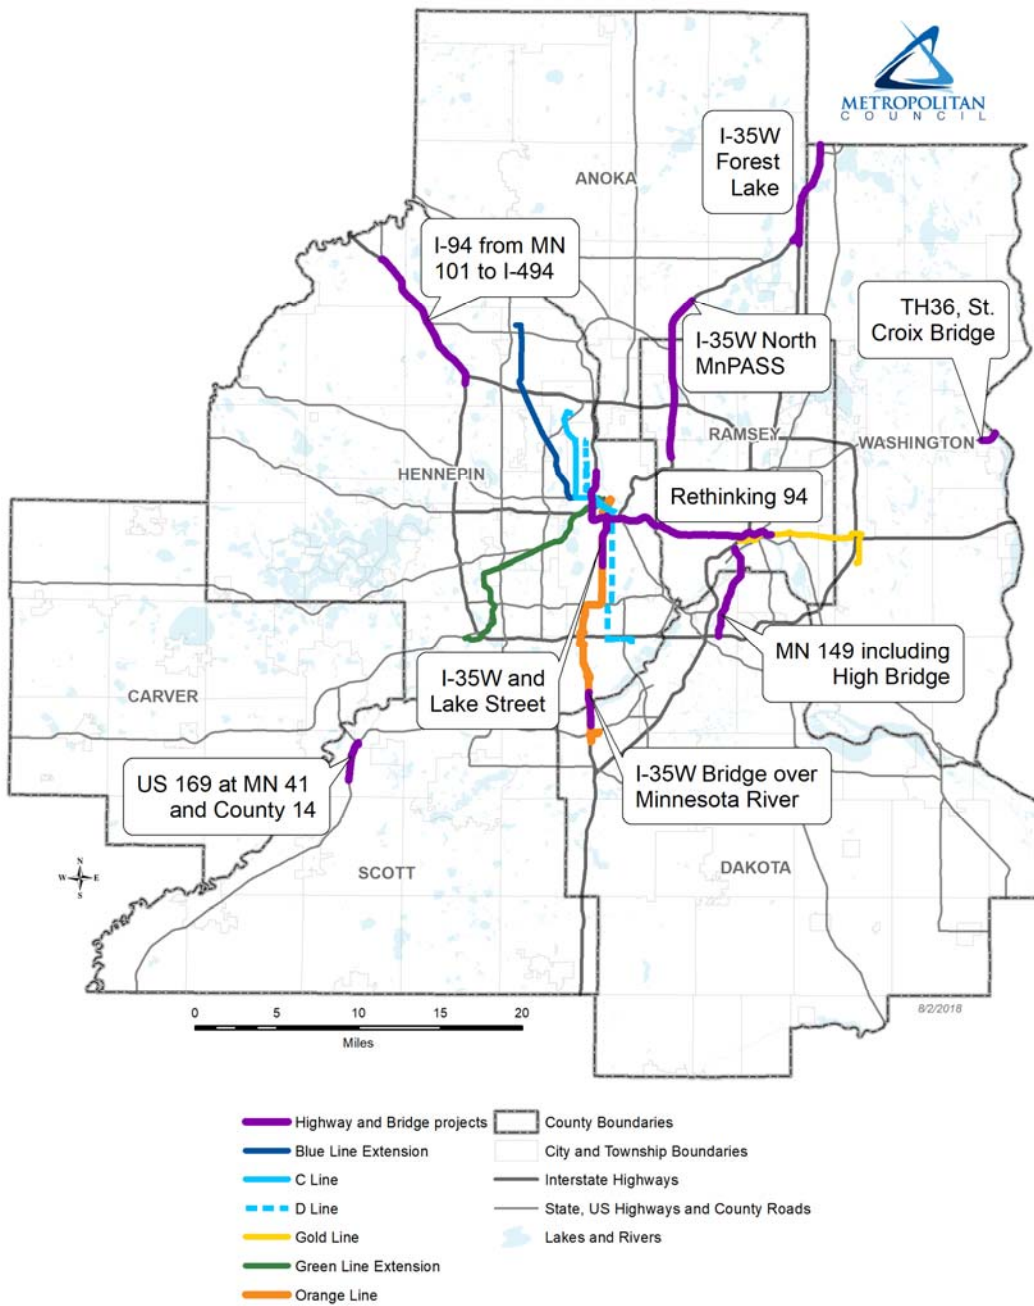 METROPOLITAN
COUNCIL
I-35W
Forest
Lake
ANOKA
I-94 from MN
101 to I-494
TH36, St.
Croix Bridge
I-35W North
MnPASS
RAMSEY
WASHINGTON
HENNEPIN
Rethinking 94
MN 149 including
High Bridge
I-35W and
Lake Street
CARVER
US 169 at MN 41
and County 14
I-35W Bridge over
Minnesota River
N
W E
S
SCOTT
DAKOTA
0 5 10 15 20
Miles
8/2/2018
Highway and Bridge projects
Blue Line Extension
C Line
D Line
Gold Line
Green Line Extension
Orange Line
County Boundaries
City and Township Boundaries
Interstate Highways
State, US Highways and County Roads
Lakes and Rivers